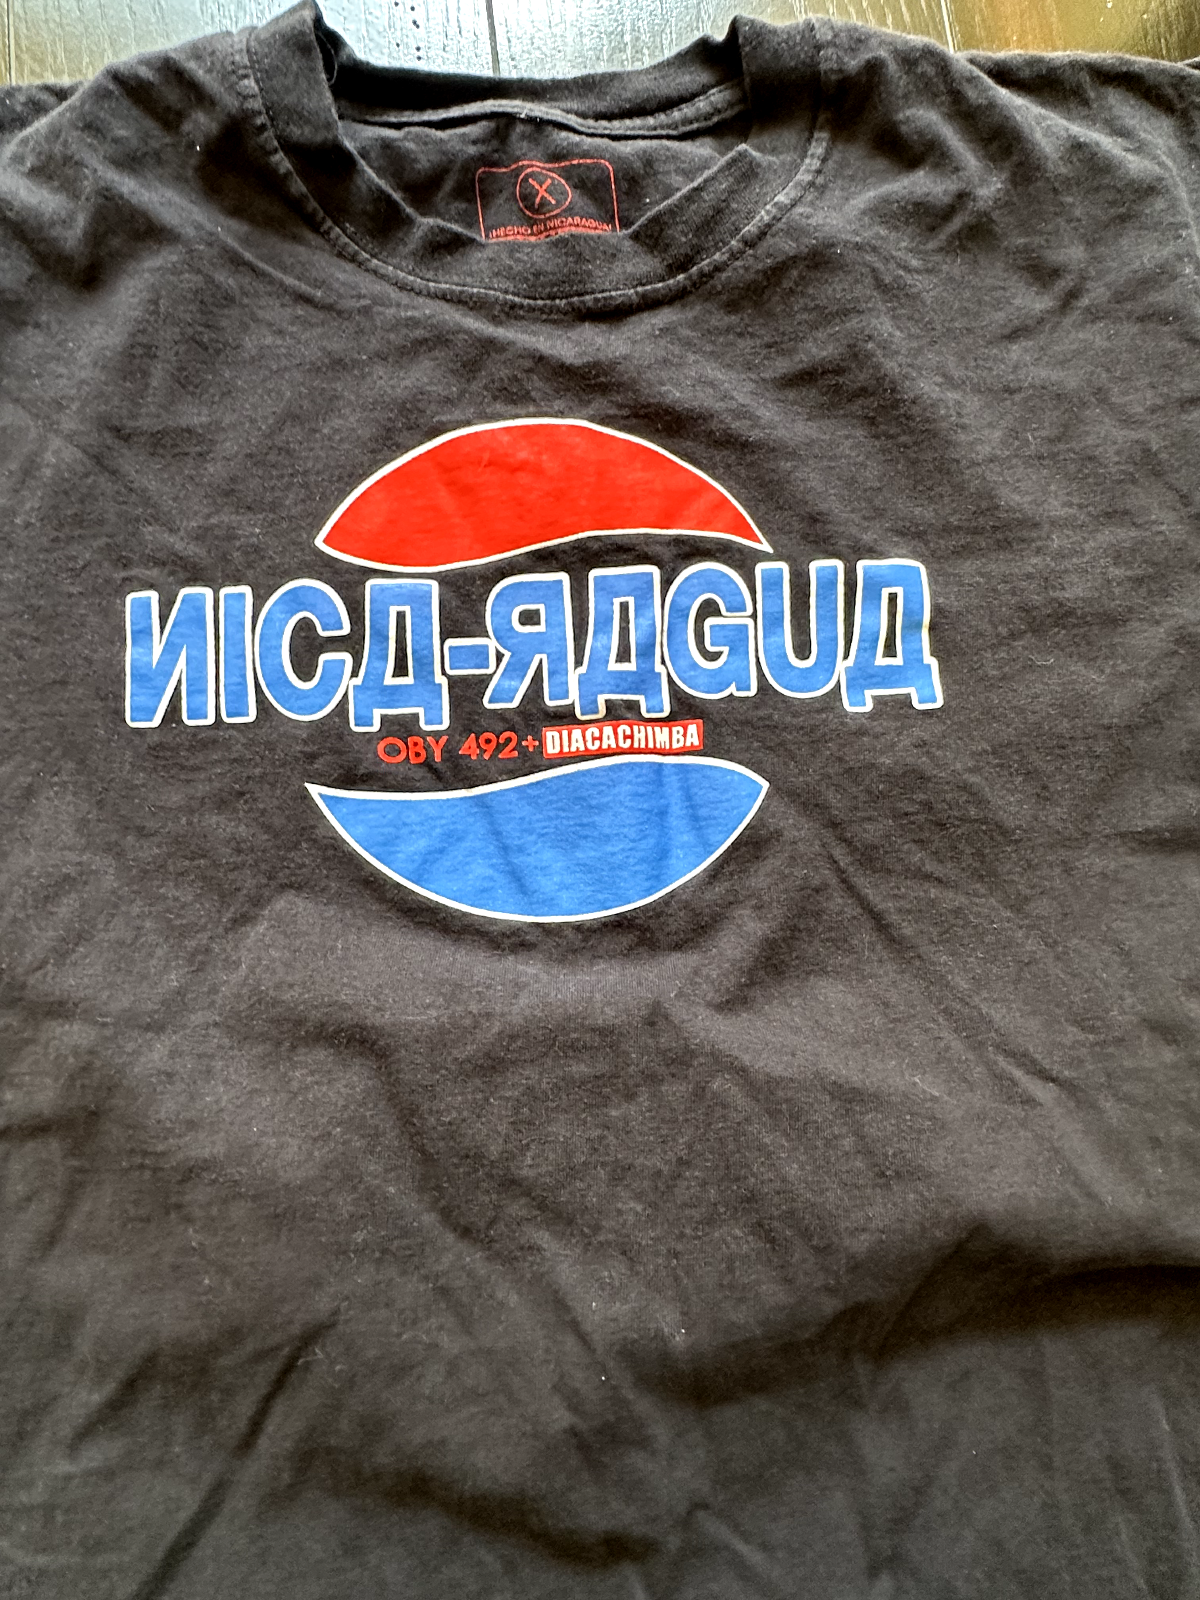 X
¡HECHO EN NICARAGUA!
ИICД-ЯДGUД
OBY 492+ DIACACHIMBA